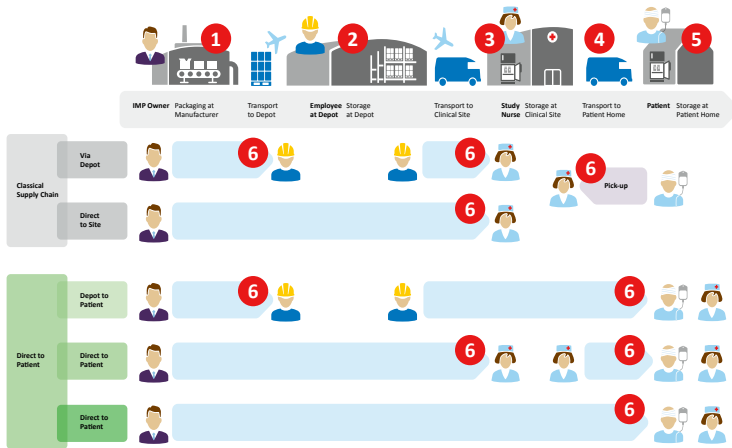 1
2
3
4
5
IMP Owner
Packaging at
Manufacturer
Transport
to Depot
Employee
at Depot
Storage
at Depot
Transport to
Clinical Site
Study
Nurse
Storage at
Clinical Site
Transport to
Patient Home
Patient
Storage at
Patient Home
Classical
Supply Chain
Via
Depot
6
6
6
Pick-up
Direct
to Site
6
Direct to
Patient
Depot to
Patient
6
6
Direct to
Patient
6
6
Direct to
Patient
6